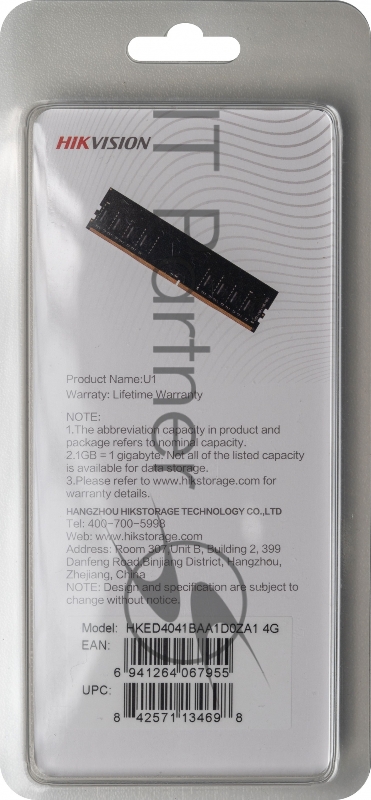 HIKVISION
IT Partner
Product Name:U1
Warraty: Lifetime Warranty
NOTE:
1.The abbreviation capacity in product and
package refers to nominal capacity.
2.1GB = 1 gigabyte. Not all of the listed capacity
is available for data storage.
3.Please refer to www.hikstorage.com for
warranty details.
HANGZHOU HIKSTORAGE TECHNOLOGY CO.,LTD
Tel: 400-700-5998
Web: www.hikstorage.com
Address: Room 307,Unit B, Building 2, 399
Danfeng Road,Binjiang District, Hangzhou,
Zhejiang, China
NOTE: Design and specification are subject to
change without notice.
Model: HKED4041BAA1D0ZA1 4G
EAN:
6 941264 067955
UPC:
8 42571 13469 8